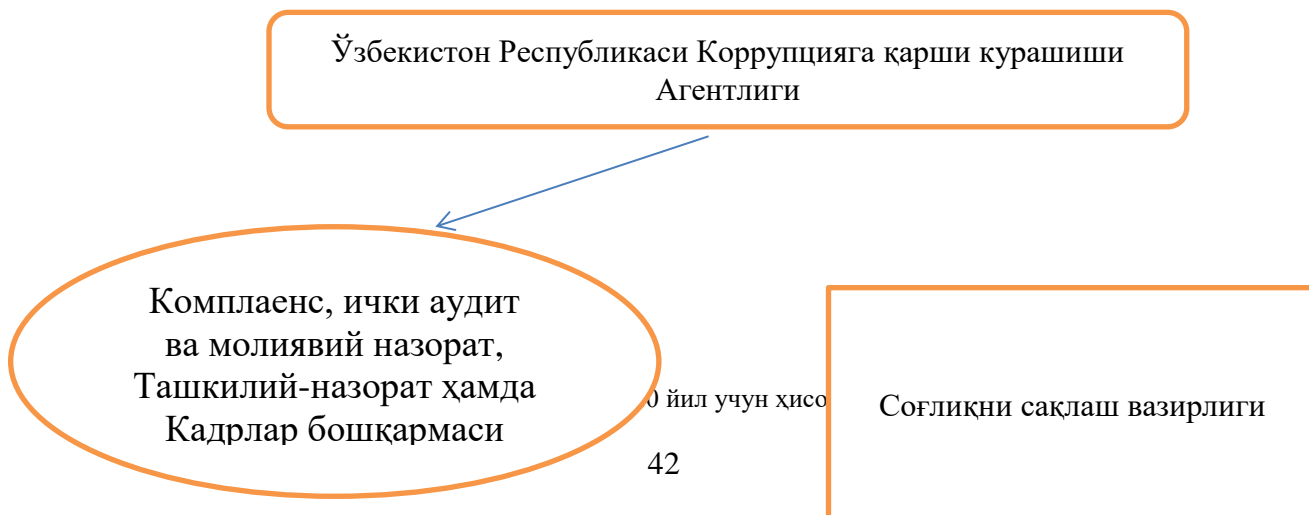 Ўзбекистон Республикаси Коррупцияга қарши курашиши
Агентлиги
Комплаенс, ички аудит
ва молиявий назорат,
Ташкилий-назорат ҳамда
Кадрлар бошқармаси
йил учун
Соғлиқни сақлаш вазирлиги
42